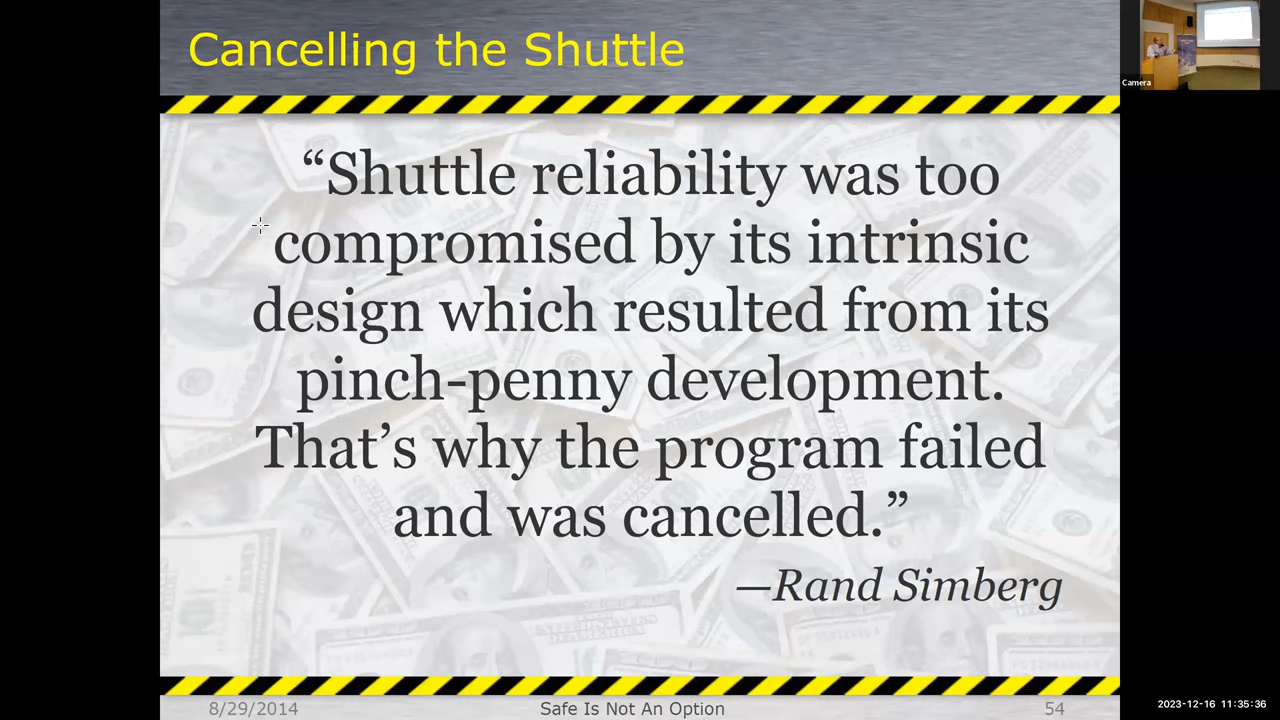 Cancelling the Shuttle
Camera
“Shuttle reliability was too
compromised by its intrinsic
design which resulted from its
pinch-penny development.
That’s why the program failed
and was cancelled.”
—Rand Simberg
8/29/2014 Safe Is Not An Option 54
2023-12-16 11:35:36